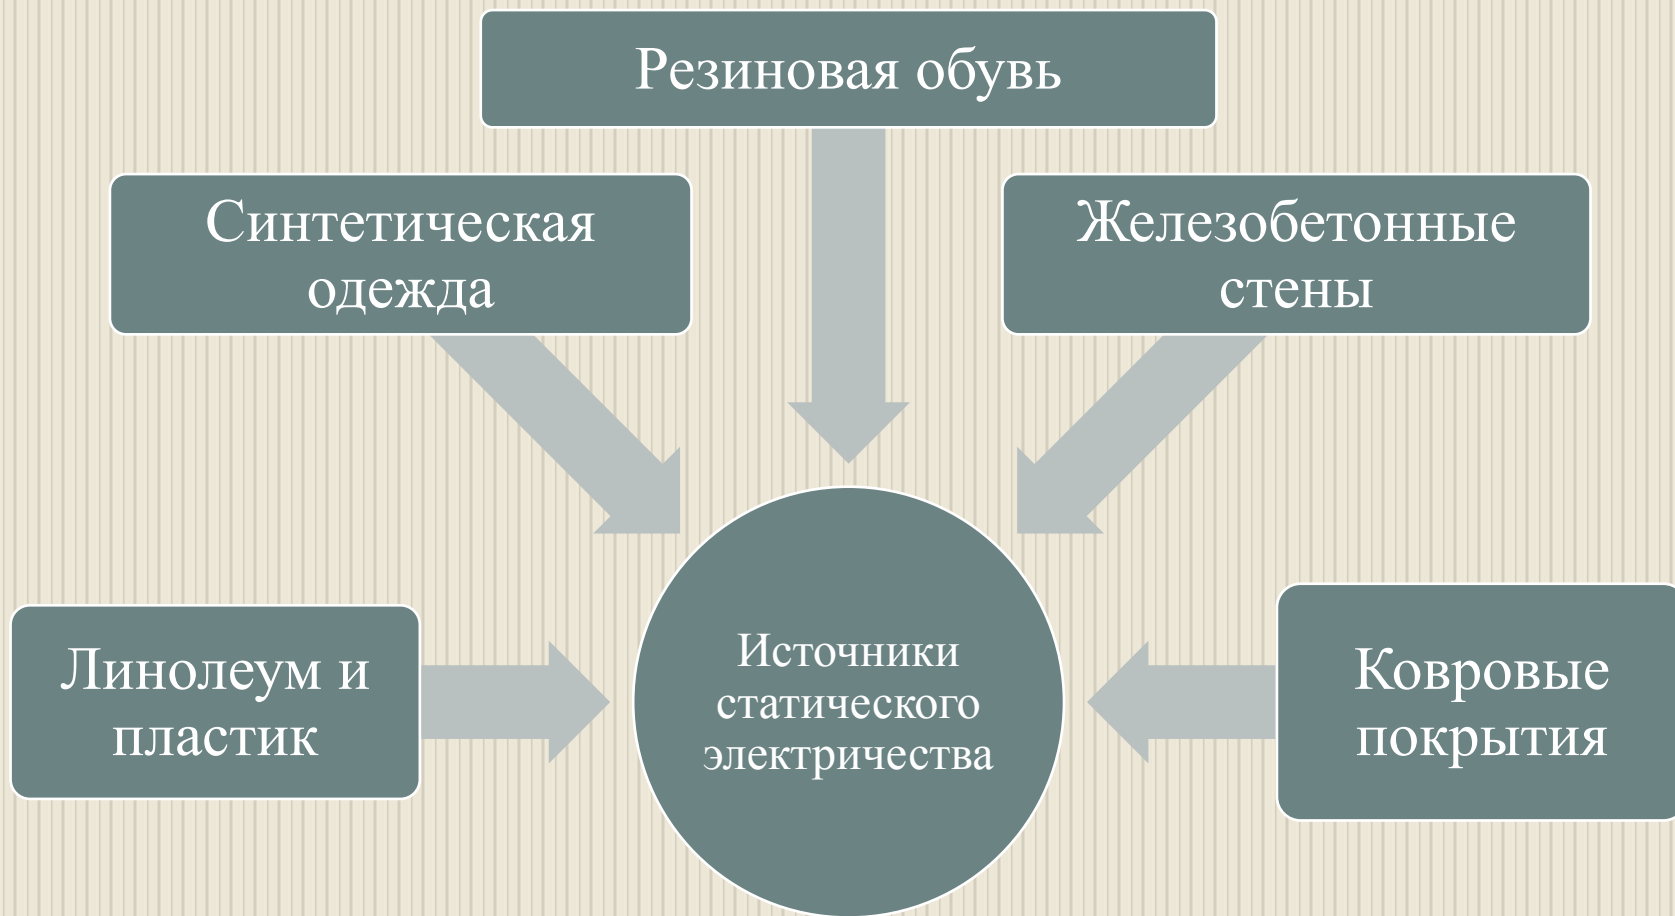 Резиновая обувь
Синтетическая
одежда
Железобетонные
стены
Линолеум и
пластик
Источники
статического
электричества
Ковровые
покрытия